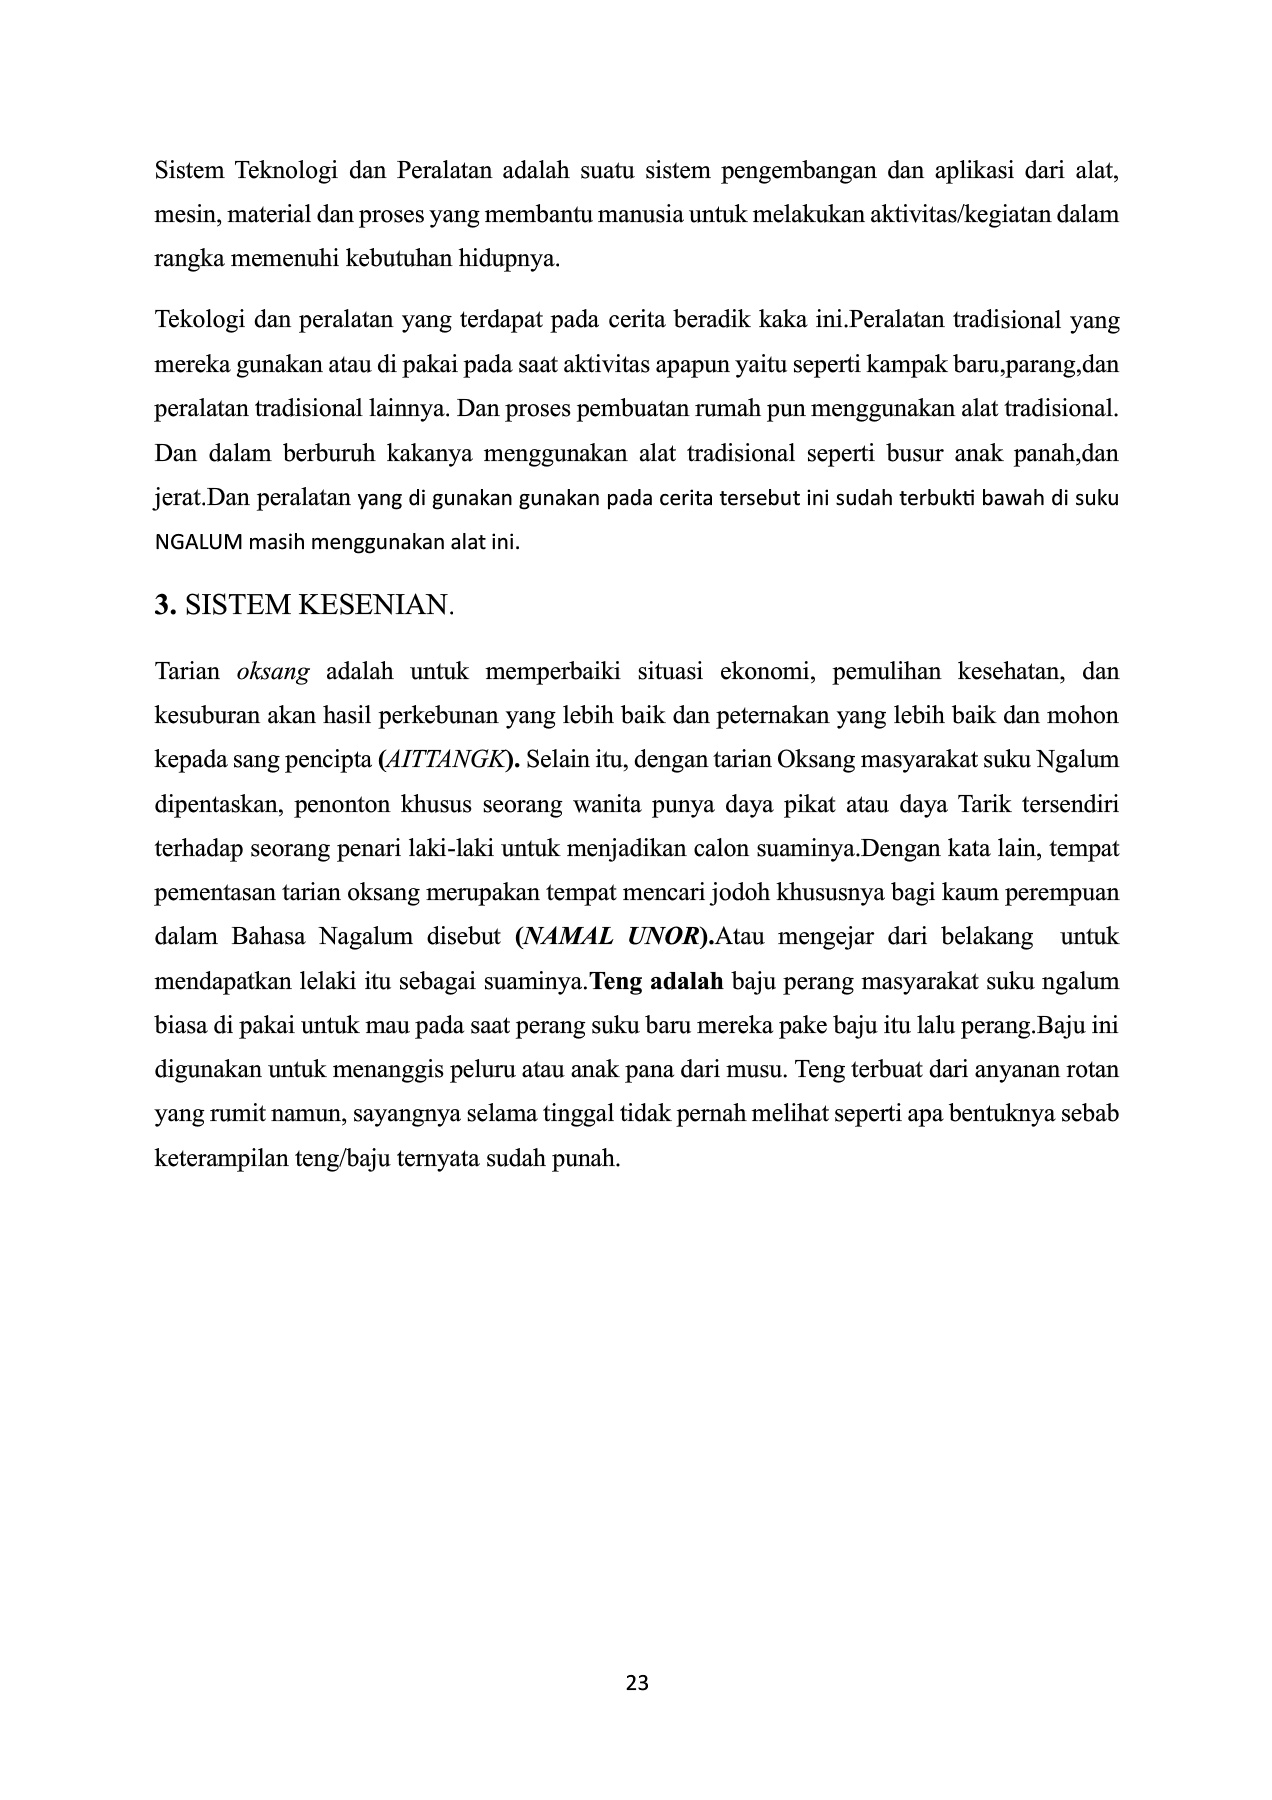 Sistem Teknologi dan Peralatan adalah suatu sistem pengembangan dan aplikasi dari alat,
mesin, material dan proses yang membantu manusia untuk melakukan aktivitas/kegiatan dalam
rangka memenuhi kebutuhan hidupnya.
Tekologi dan peralatan yang terdapat pada cerita beradik kaka ini.Peralatan tradisional yang
mereka gunakan atau di pakai pada saat aktivitas apapun yaitu seperti kampak baru,parang,dan
peralatan tradisional lainnya. Dan proses pembuatan rumah pun menggunakan alat tradisional.
Dan dalam berburuh kakanya menggunakan alat tradisional seperti busur anak panah,dan
jerat.Dan peralatan yang di gunakan gunakan pada cerita tersebut ini sudah terbukti bawah di suku
NGALUM masih menggunakan alat ini.
3. SISTEM KESENIAN.
Tarian oksang adalah untuk memperbaiki situasi ekonomi, pemulihan kesehatan, dan
kesuburan akan hasil perkebunan yang lebih baik dan peternakan yang lebih baik dan mohon
kepada sang pencipta (AITTANGK). Selain itu, dengan tarian Oksang masyarakat suku Ngalum
dipentaskan, penonton khusus seorang wanita punya daya pikat atau daya Tarik tersendiri
terhadap seorang penari laki-laki untuk menjadikan calon suaminya.Dengan kata lain, tempat
pementasan tarian oksang merupakan tempat mencari jodoh khususnya bagi kaum perempuan
dalam Bahasa Nagalum disebut (NAMAL UNOR).Atau mengejar dari belakang  untuk
mendapatkan lelaki itu sebagai suaminya.Teng adalah baju perang masyarakat suku ngalum
biasa di pakai untuk mau pada saat perang suku baru mereka pake baju itu lalu perang.Baju ini
digunakan untuk menanggis peluru atau anak pana dari musu. Teng terbuat dari anyanan rotan
yang rumit namun, sayangnya selama tinggal tidak pernah melihat seperti apa bentuknya sebab
keterampilan teng/baju ternyata sudah punah.
23